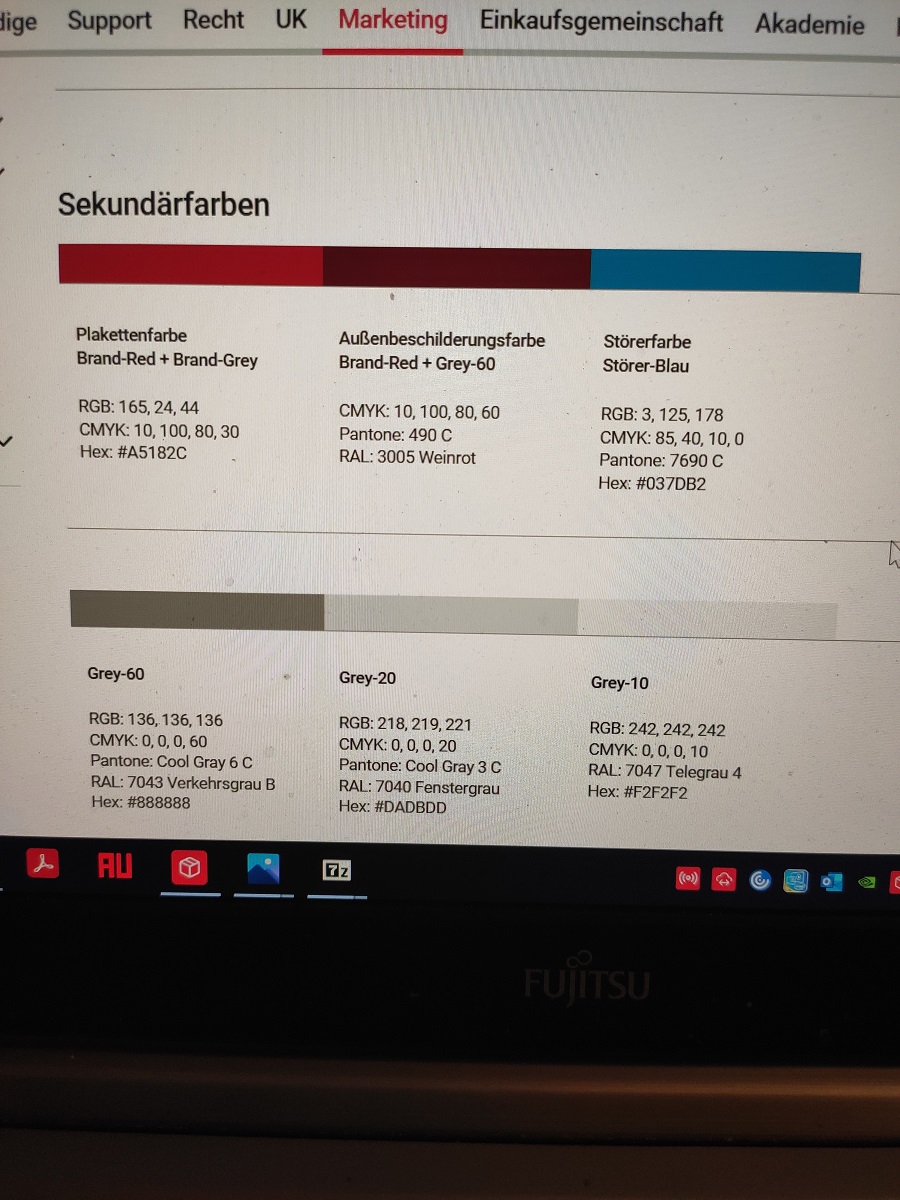 Support Recht UK Marketing Einkaufsgemeinschaft Akademie
Sekundärfarben
Plakettenfarbe
Brand-Red + Brand-Grey
RGB: 165, 24, 44
CMYK: 10, 100, 80, 30
Hex: #A5182C
Außenbeschilderungsfarbe
Brand-Red + Grey-60
CMYK: 10, 100, 80, 60
Pantone: 490 C
RAL: 3005 Weinrot
Störerfarbe
Störer-Blau
RGB: 3, 125, 178
CMYK: 85, 40, 10, 0
Pantone: 7690 C
Hex: #037DB2
Grey-60
RGB: 136, 136, 136
CMYK: 0, 0, 0, 60
Pantone: Cool Gray 6 C
RAL: 7043 Verkehrsgrau B
Hex: #888888
Grey-20
RGB: 218, 219, 221
CMYK: 0, 0, 0, 20
Pantone: Cool Gray 3 C
RAL: 7040 Fenstergrau
Hex: #DADBDD
Grey-10
RGB: 242, 242, 242
CMYK: 0, 0, 0, 10
RAL: 7047 Telegrau 4
Hex: #F2F2F2
AU
7z
FUJITSU